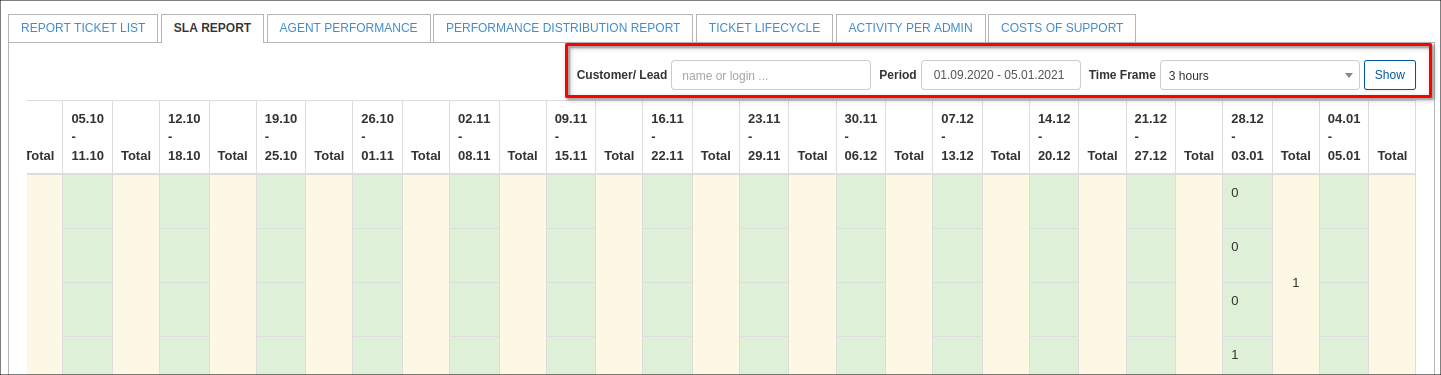 REPORT TICKET LIST SLA REPORT AGENT PERFORMANCE PERFORMANCE DISTRIBUTION REPORT TICKET LIFECYCLE ACTIVITY PER ADMIN COSTS OF SUPPORT
Customer/ Lead name or login ... Period 01.09.2020 - 05.01.2021 Time Frame 3 hours Show
05.10 12.10 19.10 26.10 02.11 09.11 16.11 23.11 30.11 07.12 14.12 21.12 28.12 04.01
- - - - - - - - - - - - - -
Total 11.10 Total 18.10 Total 25.10 Total 01.11 Total 08.11 Total 15.11 Total 22.11 Total 29.11 Total 06.12 Total 13.12 Total 20.12 Total 27.12 Total 03.01 Total 05.01 Total
0
0
1
0
1